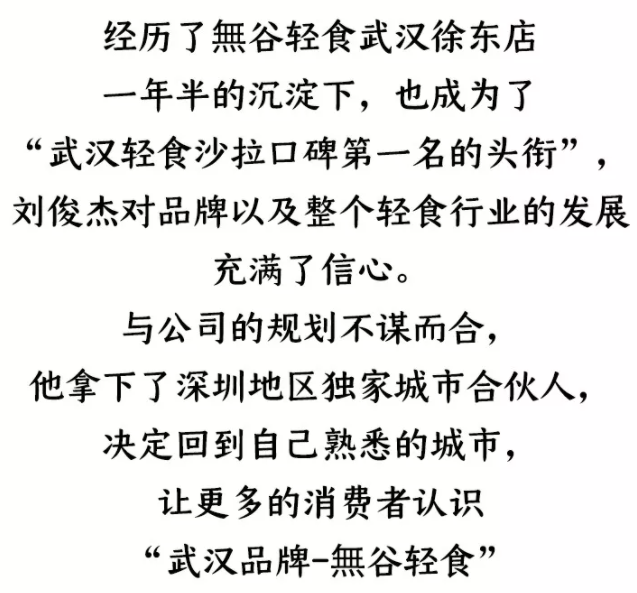 经历了無谷轻食武汉徐东店
一年半的沉淀下，也成为了
“武汉轻食沙拉口碑第一名的头衔”，
刘俊杰对品牌以及整个轻食行业的发展
充满了信心。
与公司的规划不谋而合，
他拿下了深圳地区独家城市合伙人，
决定回到自己熟悉的城市，
让更多的消费者认识
“武汉品牌-無谷轻食”